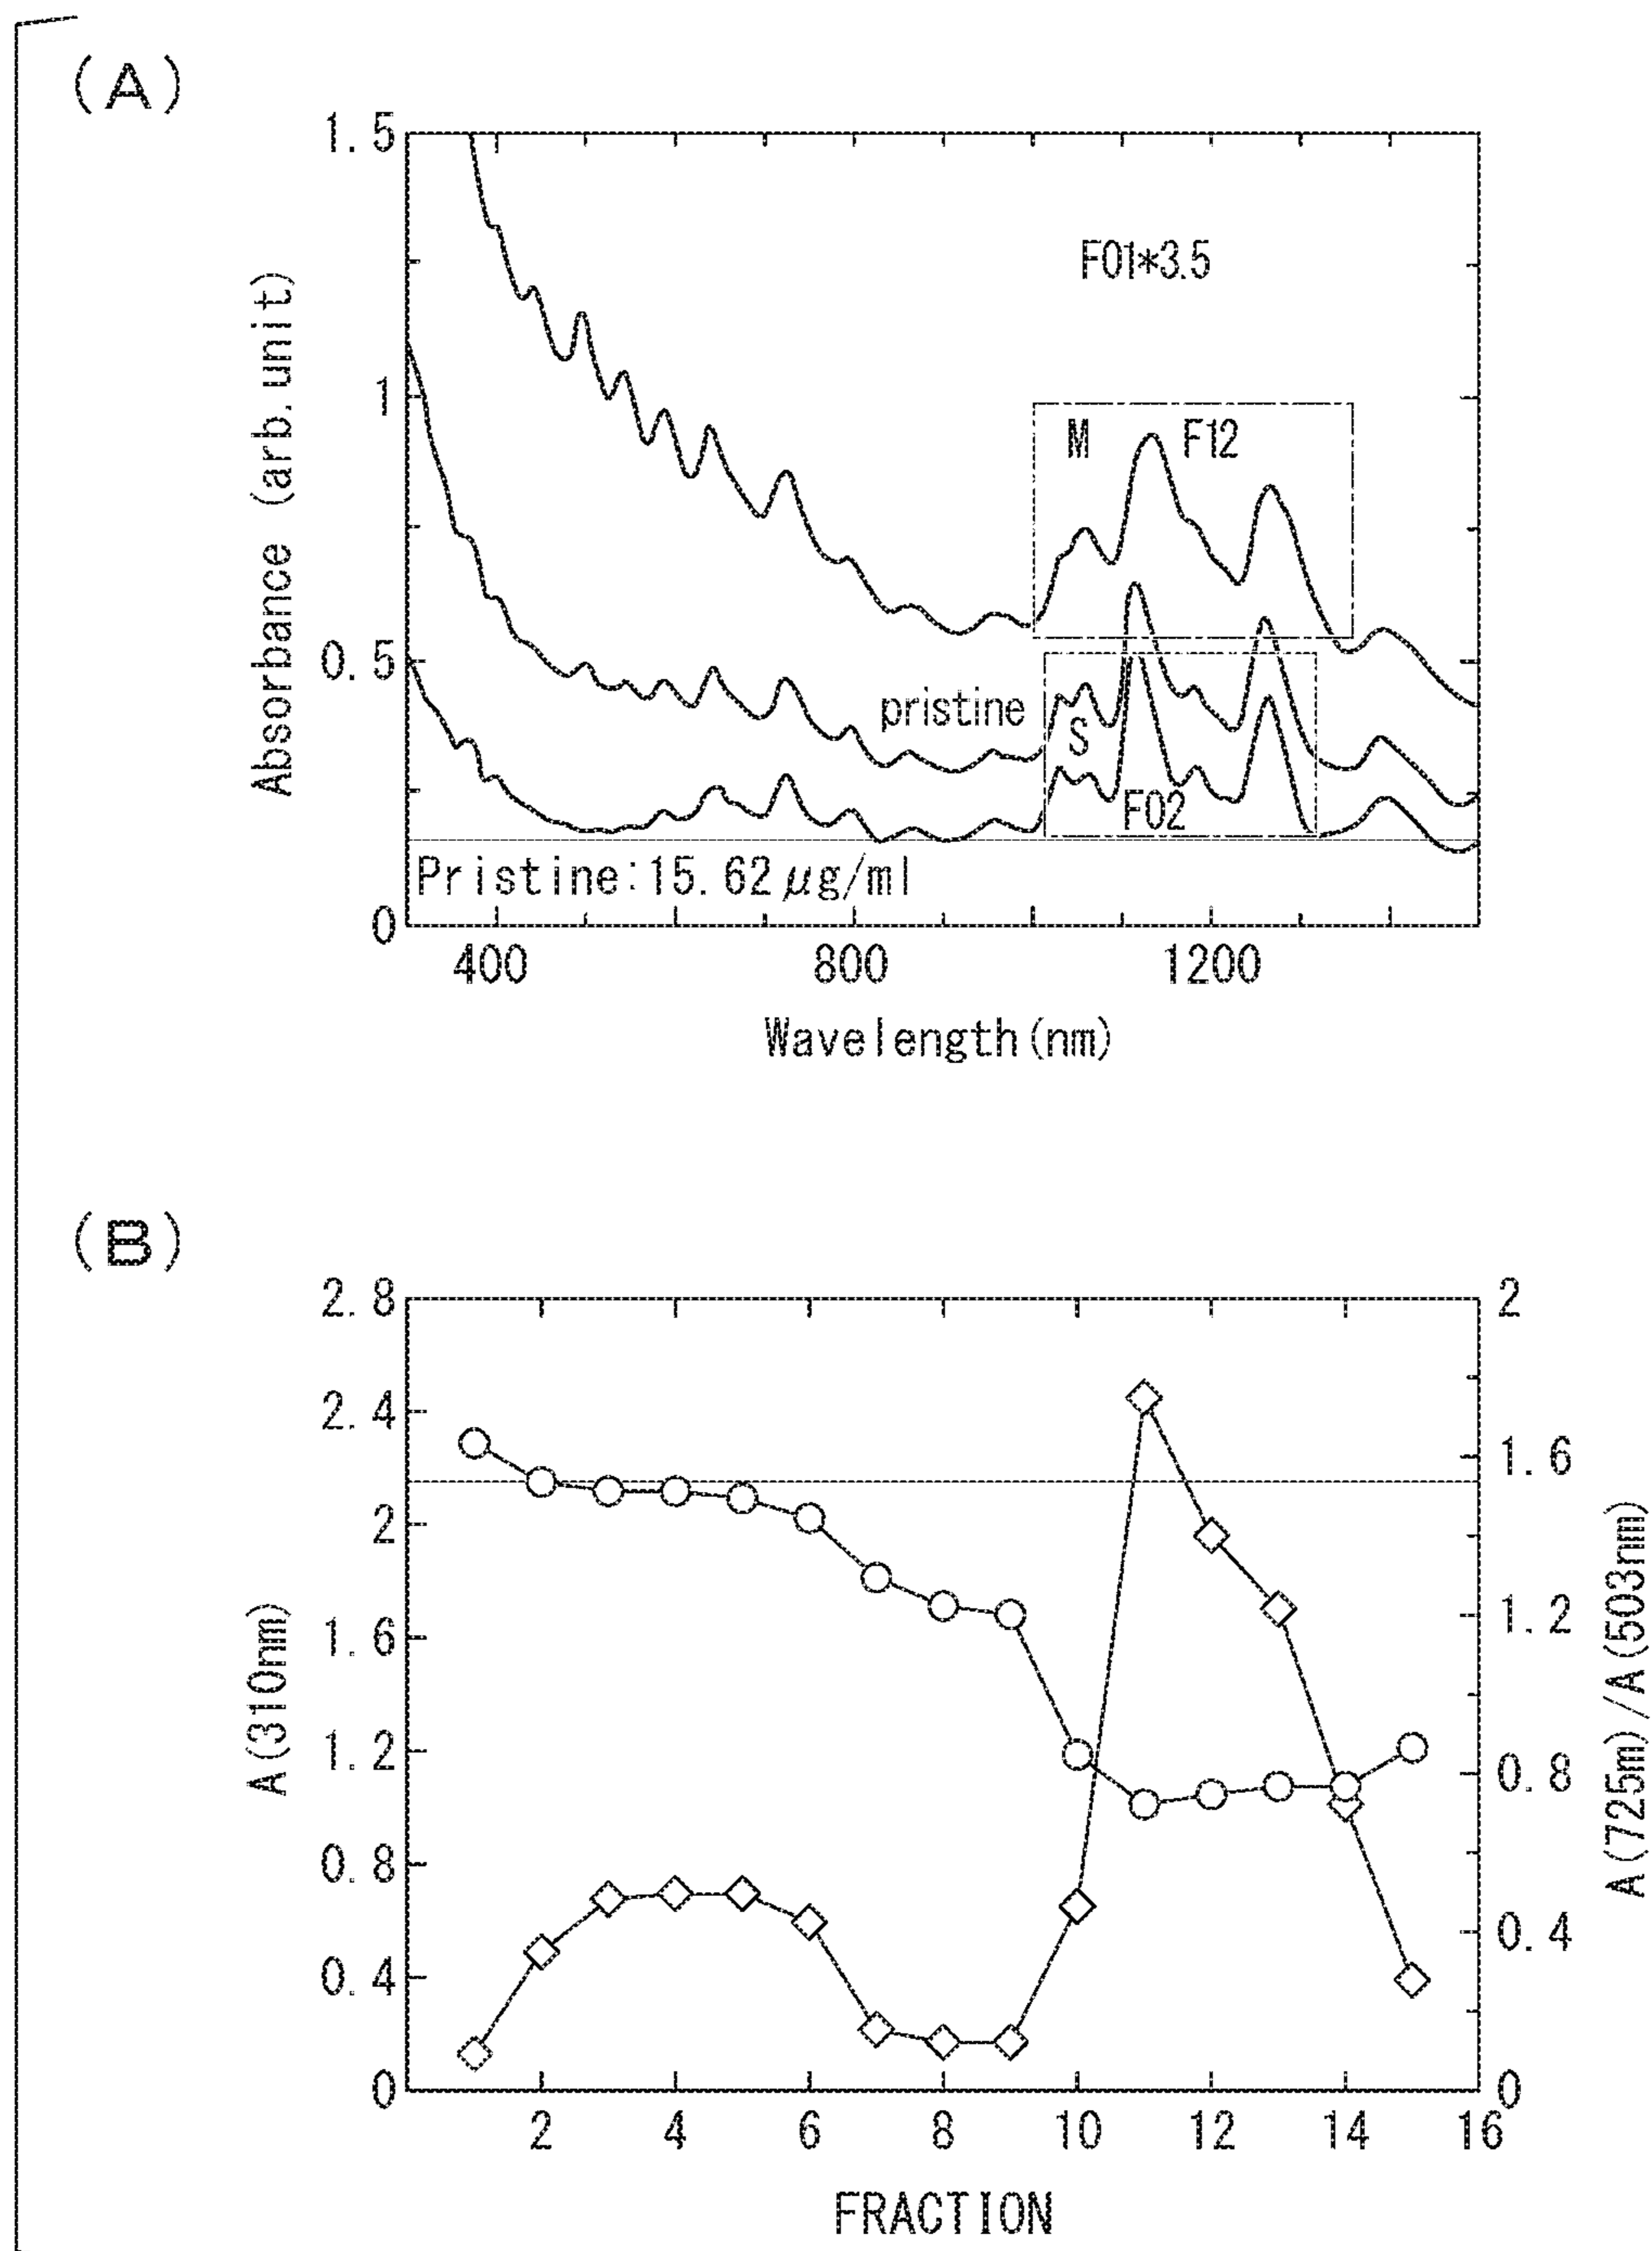 (A)
1.5
1
0.5
0
Absorbance (arb.unit)
F01*3.5
M F12
pristine
S
F02
Pristine:15.62μg/ml
400 800 1200
Wavelength(nm)
(B)
2.8
2.4
2
1.6
1.2
0.8
0.4
0
A(310nm)
2
1.6
1.2
0.8
0.4
0
A(725m)/A(503nm)
2 4 6 8 10 12 14 16
FRACTION